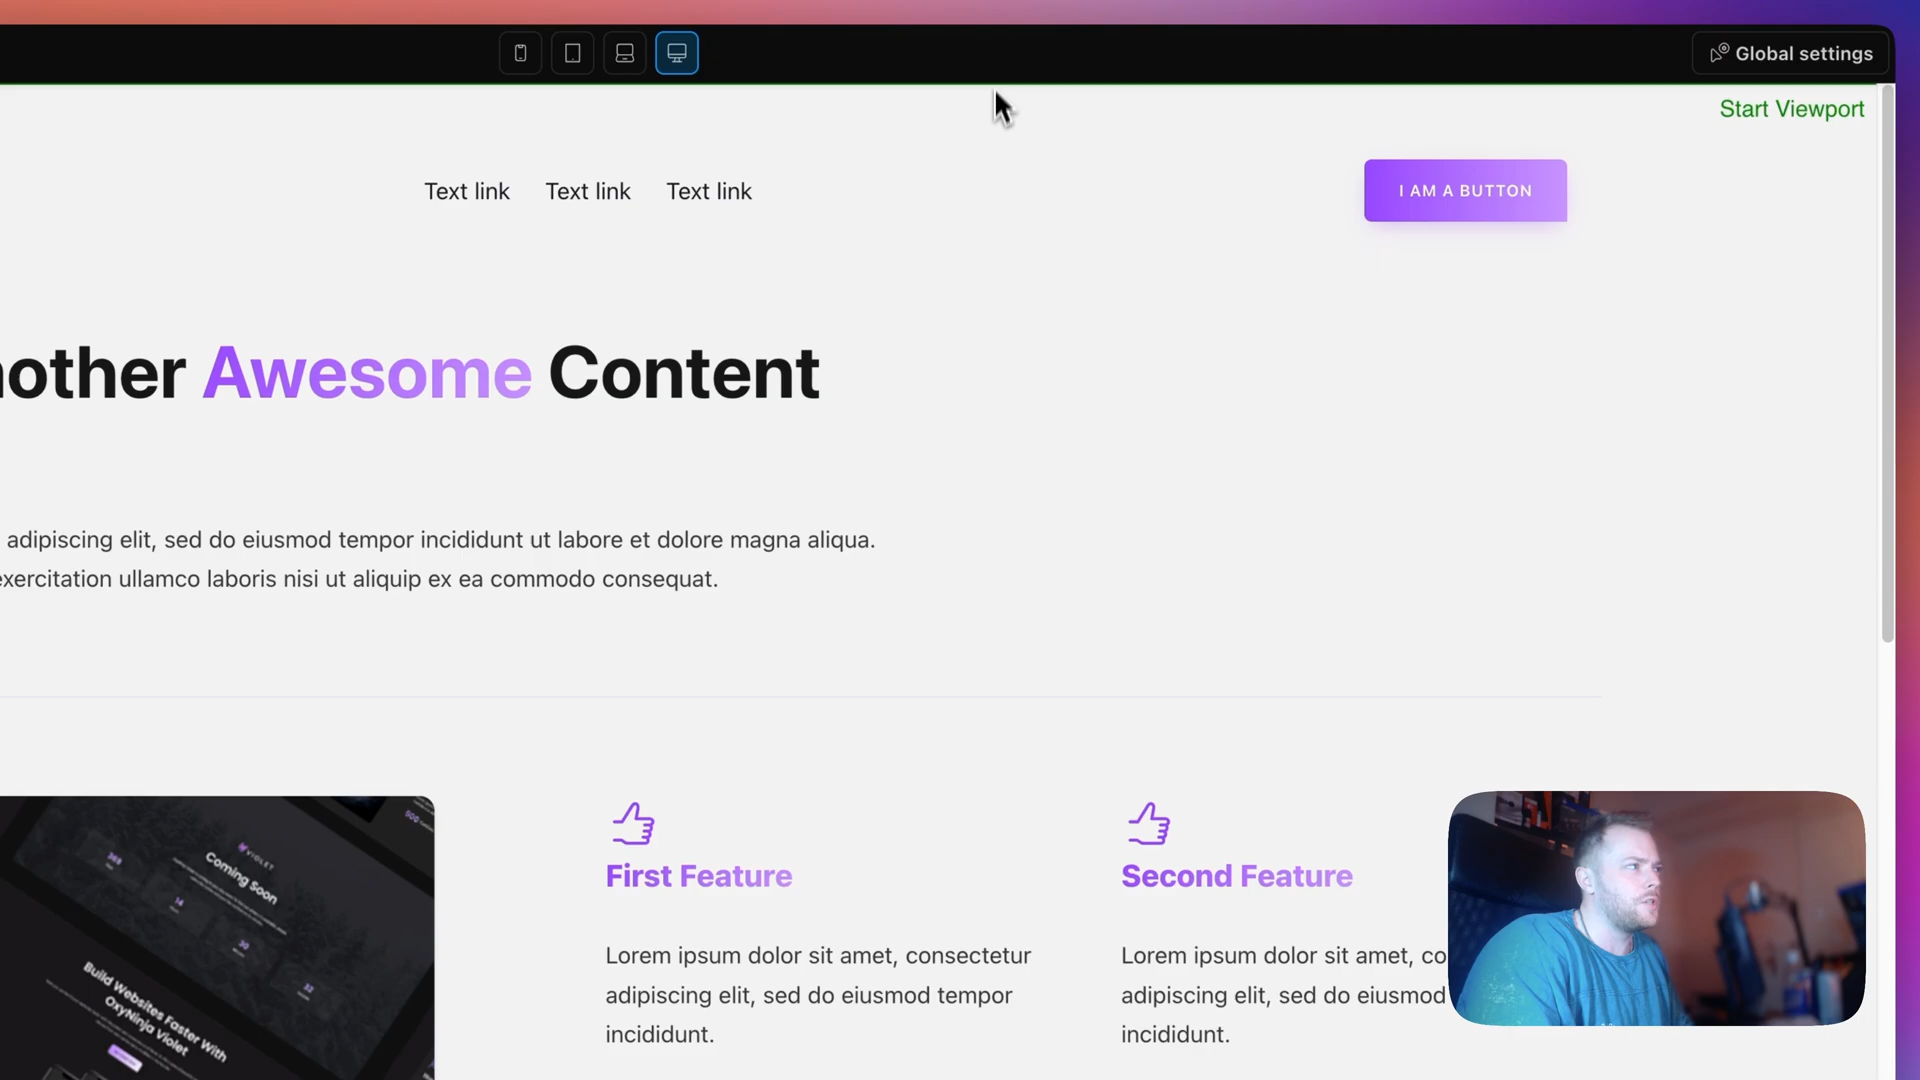 Global settings
Start Viewport
Text link Text link Text link
I AM A BUTTON
nother Awesome Content
adipiscing elit, sed do eiusmod tempor incididunt ut labore et dolore magna aliqua.
exercitation ullamco laboris nisi ut aliquip ex ea commodo consequat.
VIOLET
Coming Soon
Build Websites Faster With
OxyNinja Violet
First Feature
Lorem ipsum dolor sit amet, consectetur
adipiscing elit, sed do eiusmod tempor
incididunt.
Second Feature
Lorem ipsum dolor sit amet, co
adipiscing elit, sed do eiusmod
incididunt.